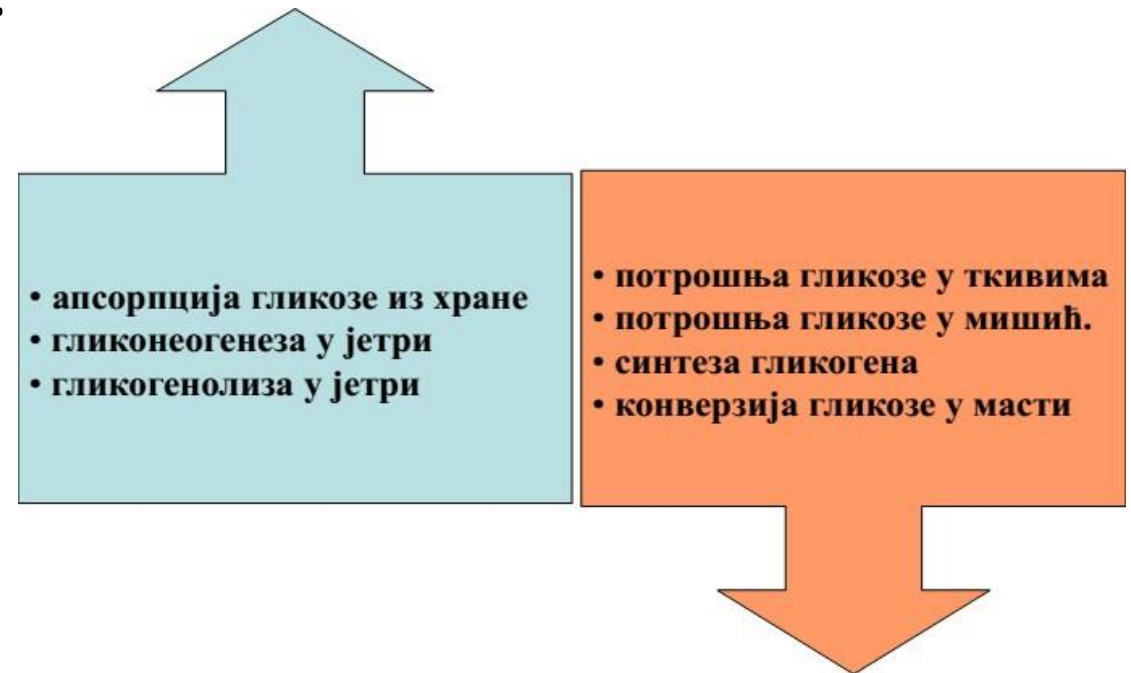 • апсорпција гликозе из хране
• гликонеогенеза у јетри
• гликогенолиза у јетри
• потрошња гликозе у ткивима
• потрошња гликозе у мишић.
• синтеза гликогена
• конверзија гликозе у масти